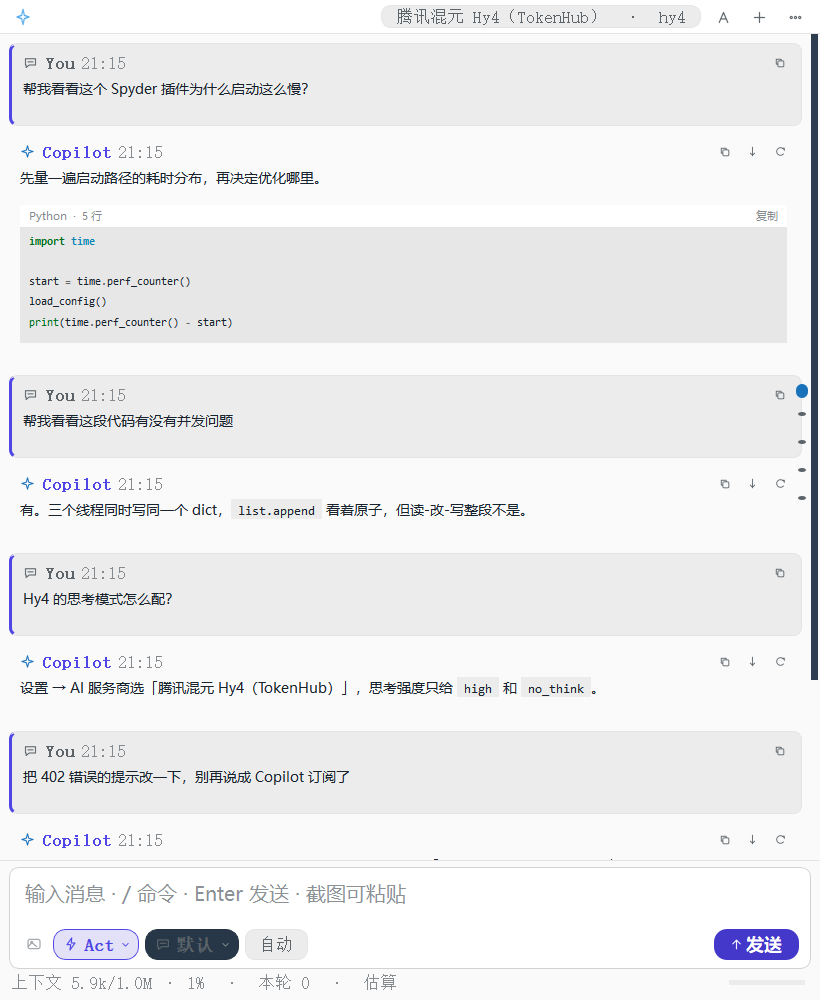 腾讯混元 Hy4（TokenHub） · hy4 A
You 21:15
帮我看看这个 Spyder 插件为什么启动这么慢？
Copilot 21:15
先量一遍启动路径的耗时分布，再决定优化哪里。
Python · 5 行 复制
import time
start = time.perf_counter()
load_config()
print(time.perf_counter() - start)
You 21:15
帮我看看这段代码有没有并发问题
Copilot 21:15
有。三个线程同时写同一个 dict， list.append 看着原子，但读-改-写整段不是。
You 21:15
Hy4 的思考模式怎么配？
Copilot 21:15
设置 → AI 服务商选「腾讯混元 Hy4（TokenHub）」，思考强度只给 high 和 no_think 。
You 21:15
把 402 错误的提示改一下，别再说成 Copilot 订阅了
Copilot 21:15
输入消息 · / 命令 · Enter 发送 · 截图可粘贴
Act 默认 自动 ↑ 发送
上下文 5.9k/1.0M · 1% · 本轮 0 · 估算